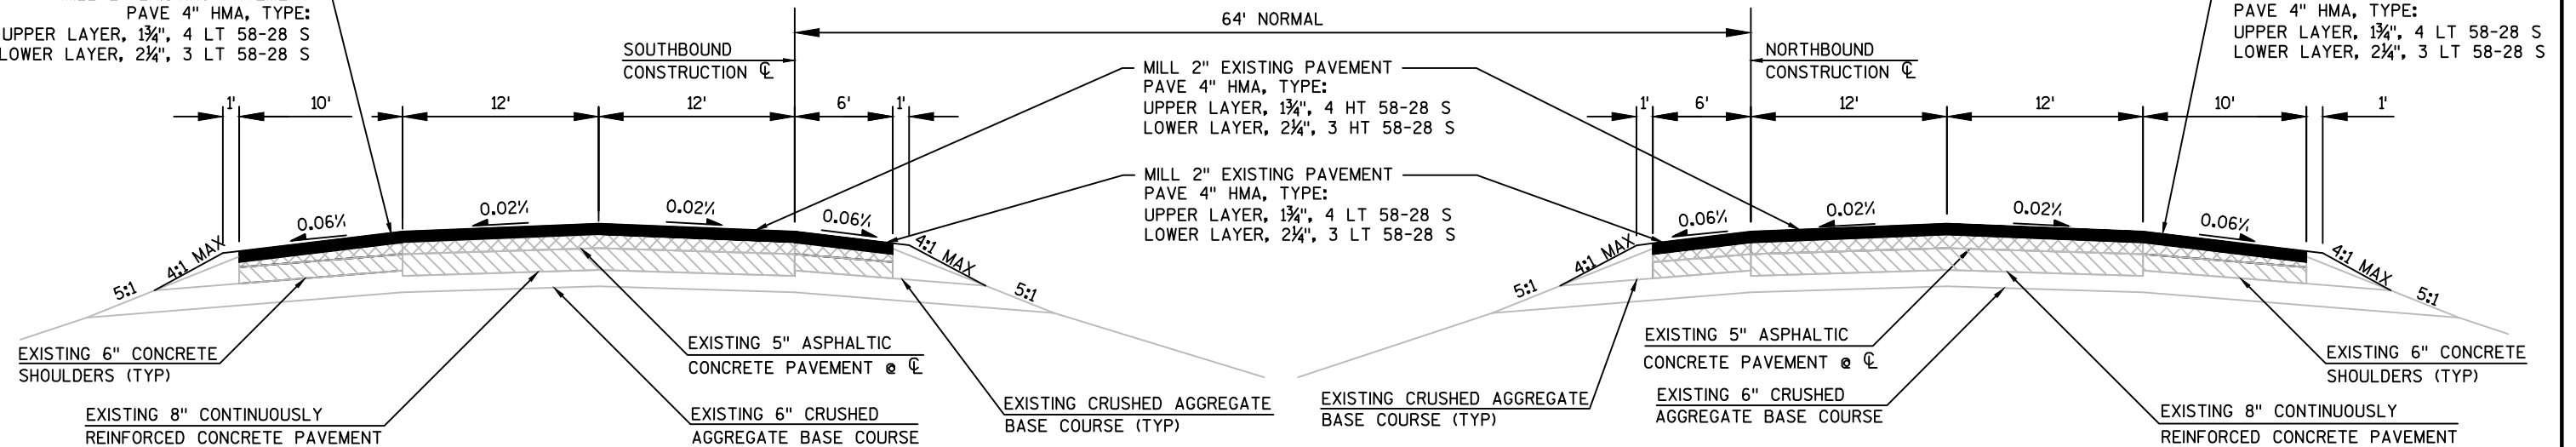 PAVE 4" HMA, TYPE:
UPPER LAYER, 1¾", 4 LT 58-28 S
LOWER LAYER, 2¼", 3 LT 58-28 S
SOUTHBOUND
CONSTRUCTION ℄
64' NORMAL
NORTHBOUND
CONSTRUCTION ℄
PAVE 4" HMA, TYPE:
UPPER LAYER, 1¾", 4 LT 58-28 S
LOWER LAYER, 2¼", 3 LT 58-28 S
MILL 2" EXISTING PAVEMENT
PAVE 4" HMA, TYPE:
UPPER LAYER, 1¾", 4 HT 58-28 S
LOWER LAYER, 2¼", 3 HT 58-28 S
1' 10' 12' 12' 6' 1'
1' 6' 12' 12' 10' 1'
MILL 2" EXISTING PAVEMENT
PAVE 4" HMA, TYPE:
UPPER LAYER, 1¾", 4 LT 58-28 S
LOWER LAYER, 2¼", 3 LT 58-28 S
0.06'/' 0.02'/' 0.02'/' 0.06'/'
0.06'/' 0.02'/' 0.02'/' 0.06'/'
5:1 4:1 MAX 4:1 MAX 5:1
5:1 4:1 MAX 4:1 MAX 5:1
EXISTING 6" CONCRETE
SHOULDERS (TYP)
EXISTING 8" CONTINUOUSLY
REINFORCED CONCRETE PAVEMENT
EXISTING 5" ASPHALTIC
CONCRETE PAVEMENT @ ℄
EXISTING 6" CRUSHED
AGGREGATE BASE COURSE
EXISTING CRUSHED AGGREGATE
BASE COURSE (TYP)
EXISTING CRUSHED AGGREGATE
BASE COURSE (TYP)
EXISTING 5" ASPHALTIC
CONCRETE PAVEMENT @ ℄
EXISTING 6" CRUSHED
AGGREGATE BASE COURSE
EXISTING 6" CONCRETE
SHOULDERS (TYP)
EXISTING 8" CONTINUOUSLY
REINFORCED CONCRETE PAVEMENT